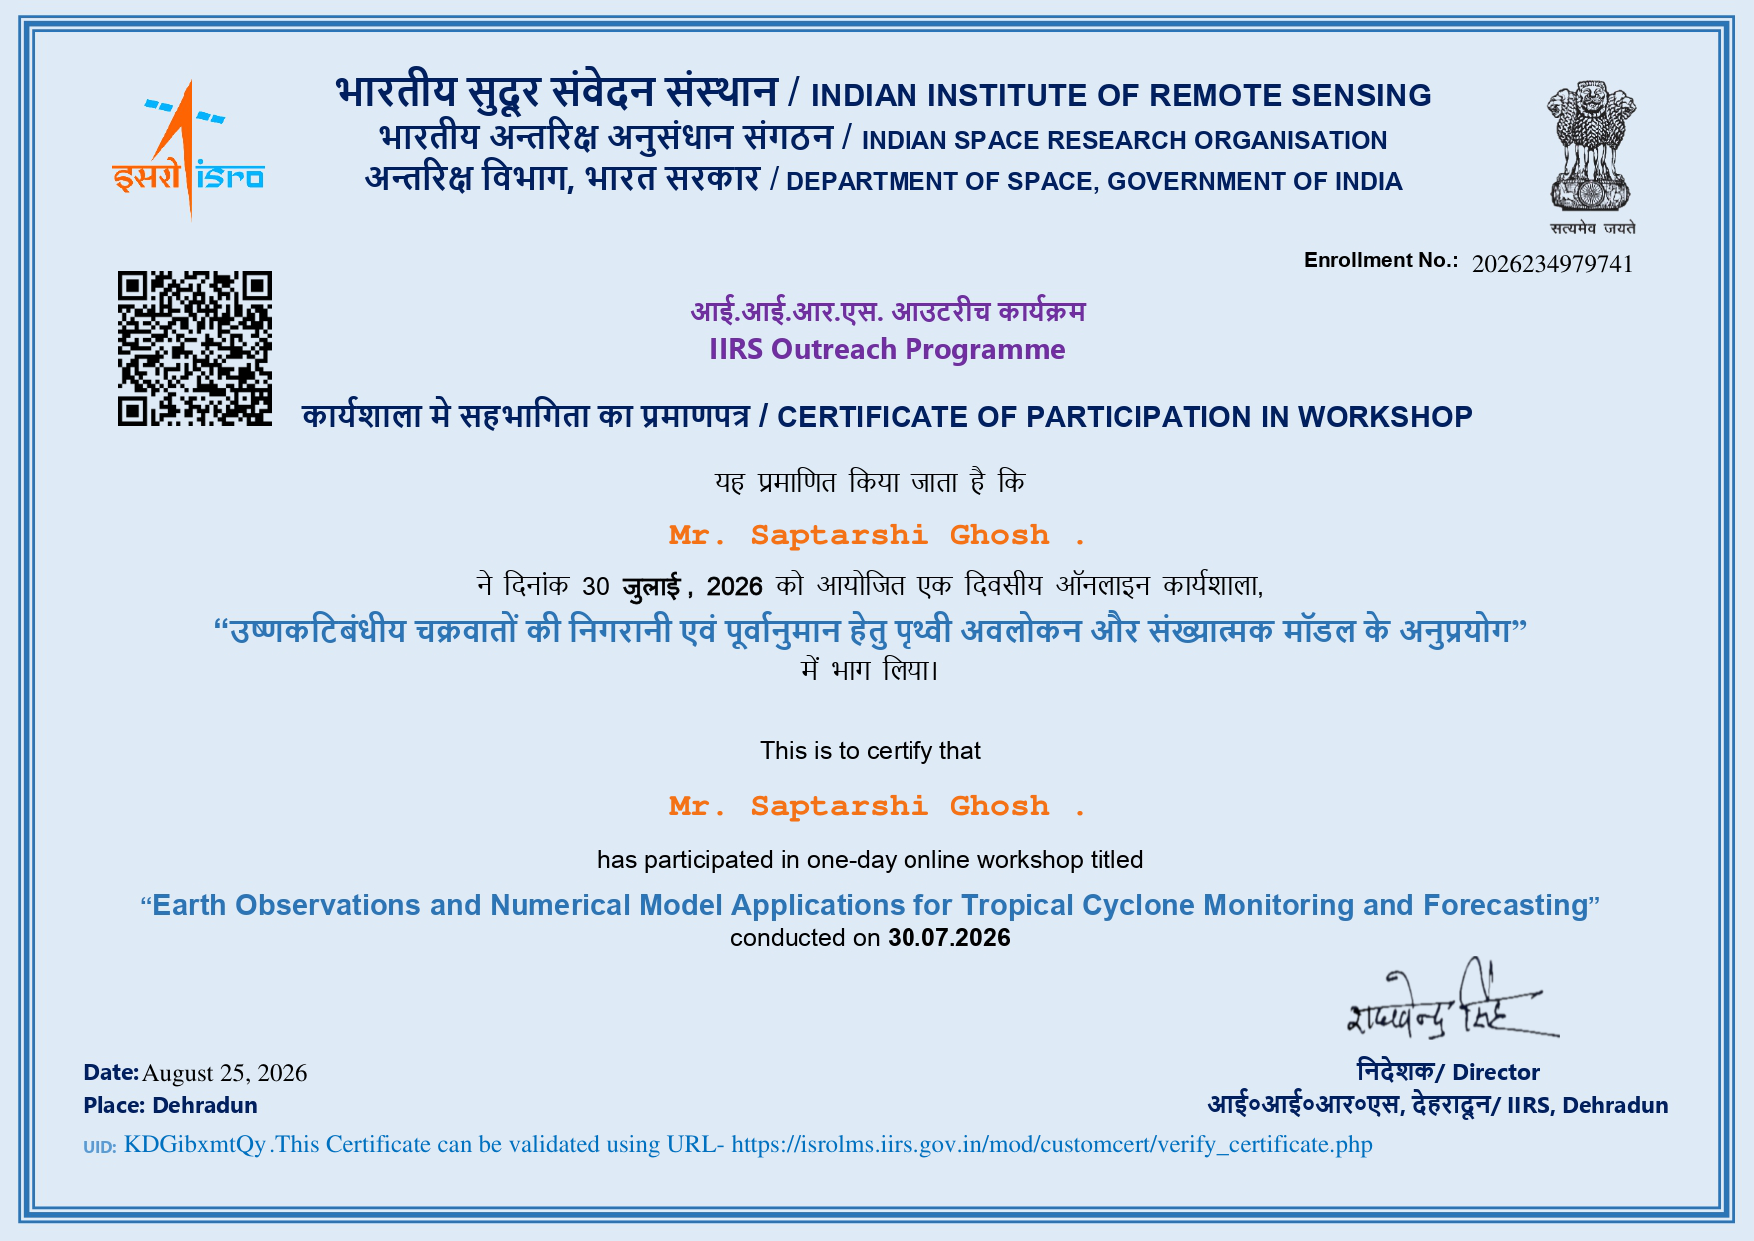 भारतीय सुदूर संवेदन संस्थान / INDIAN INSTITUTE OF REMOTE SENSING
भारतीय अन्तरिक्ष अनुसंधान संगठन / INDIAN SPACE RESEARCH ORGANISATION
अन्तरिक्ष विभाग, भारत सरकार / DEPARTMENT OF SPACE, GOVERNMENT OF INDIA
इसरो isro
सत्यमेव जयते
Enrollment No.: 2026234979741
आई.आई.आर.एस. आउटरीच कार्यक्रम
IIRS Outreach Programme
कार्यशाला मे सहभागिता का प्रमाणपत्र / CERTIFICATE OF PARTICIPATION IN WORKSHOP
यह प्रमाणित किया जाता है कि
Mr. Saptarshi Ghosh .
ने दिनांक 30 जुलाई , 2026 को आयोजित एक दिवसीय ऑनलाइन कार्यशाला,
“उष्णकटिबंधीय चक्रवातों की निगरानी एवं पूर्वानुमान हेतु पृथ्वी अवलोकन और संख्यात्मक मॉडल के अनुप्रयोग”
में भाग लिया।
This is to certify that
Mr. Saptarshi Ghosh .
has participated in one-day online workshop titled
“Earth Observations and Numerical Model Applications for Tropical Cyclone Monitoring and Forecasting”
conducted on 30.07.2026
Date: August 25, 2026
Place: Dehradun
निदेशक/ Director
आई०आई०आर०एस, देहरादून/ IIRS, Dehradun
UID: KDGibxmtQy.This Certificate can be validated using URL- https://isrolms.iirs.gov.in/mod/customcert/verify_certificate.php